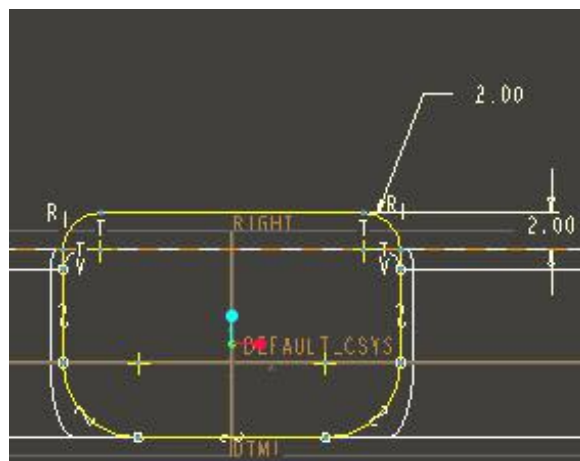 2.00
R R
T T
RIGHT
2.00
T T
V V
DEFAULT_CSYS
DTM1